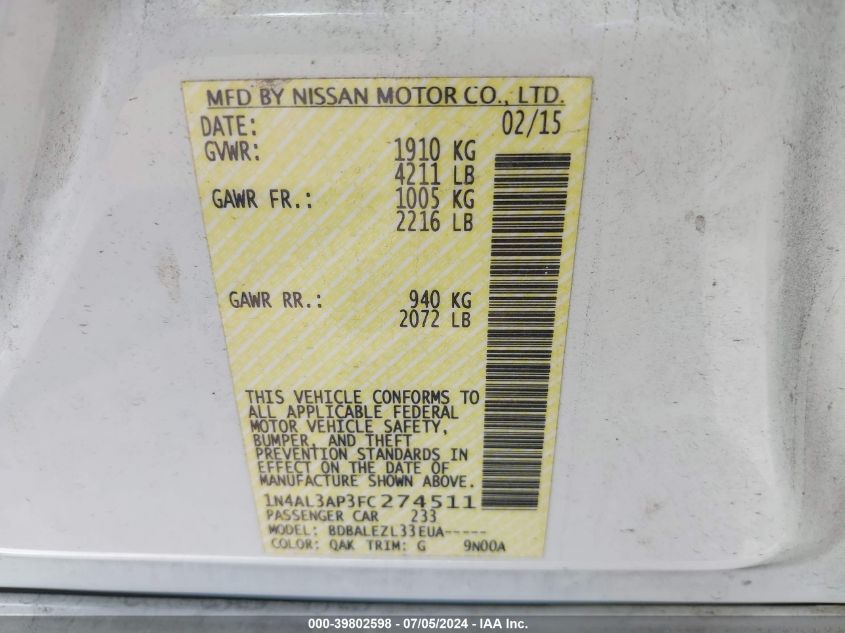 MFD BY NISSAN MOTOR CO., LTD.
DATE: 02/15
GVWR: 1910 KG
4211 LB
GAWR FR.: 1005 KG
2216 LB
GAWR RR.: 940 KG
2072 LB
THIS VEHICLE CONFORMS TO
ALL APPLICABLE FEDERAL
MOTOR VEHICLE SAFETY,
BUMPER, AND THEFT
PREVENTION STANDARDS IN
EFFECT ON THE DATE OF
MANUFACTURE SHOWN ABOVE.
1N4AL3AP3FC274511
PASSENGER CAR 233
MODEL: BDBALEZL33EUA-----
COLOR: QAK TRIM: G 9N00A
000-39802598 - 07/05/2024 - IAA Inc.